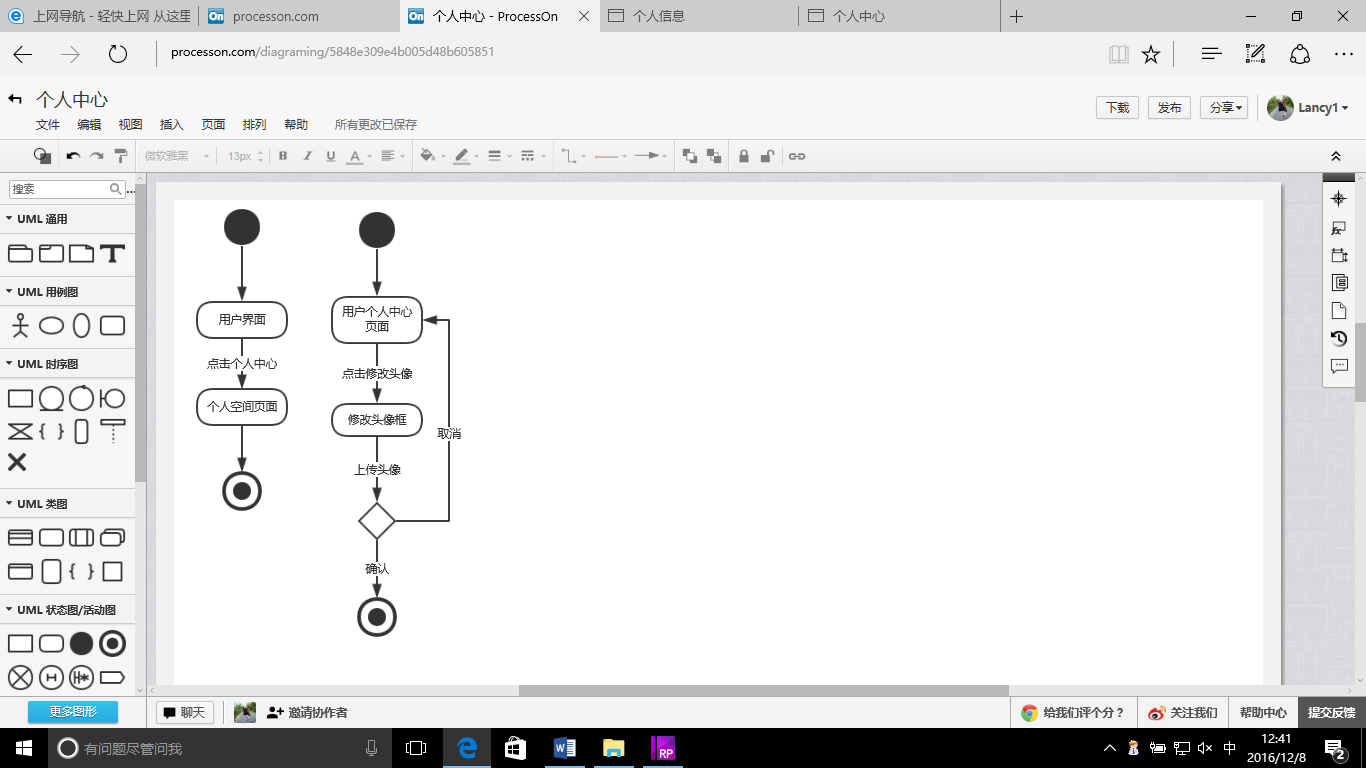 上网导航 - 轻快上网 从这里
processon.com
个人中心 - ProcessOn
个人信息
个人中心
processon.com/diagraming/5848e309e4b005d48b605851
个人中心
下载
发布
分享
Lancy1
文件
编辑
视图
插入
页面
排列
帮助
所有更改已保存
微软雅黑
13px
B
I
U
A
搜索
...
UML 通用
UML 用例图
UML 时序图
UML 类图
UML 状态图/活动图
更多图形
用户界面
点击个人中心
个人空间页面
用户个人中心
页面
点击修改头像
修改头像框
取消
上传头像
确认
聊天
邀请协作者
给我们评个分？
关注我们
帮助中心
提交反馈
有问题尽管问我
RP
中
12:41
2016/12/8
2